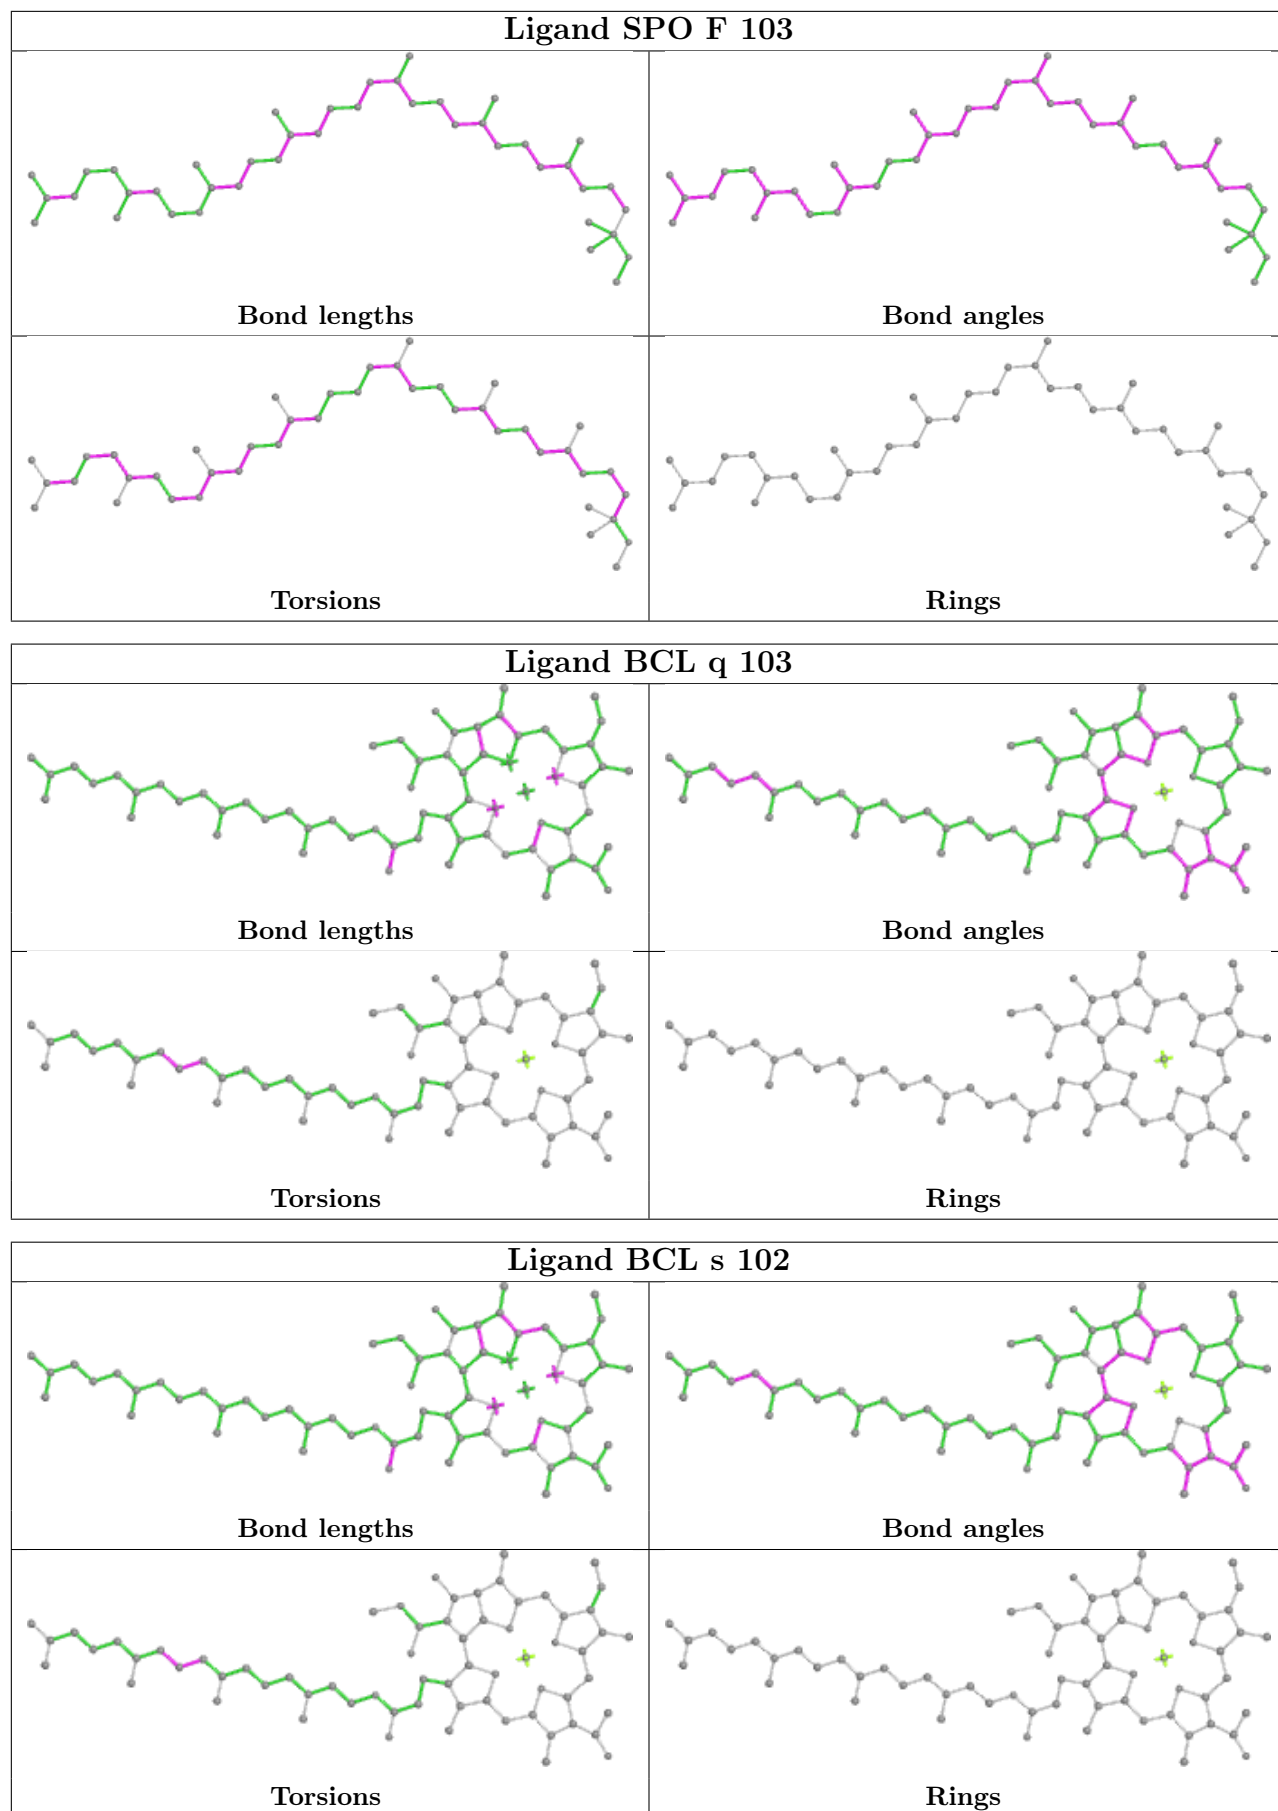 Ligand SPO F 103
Bond lengths
Bond angles
Torsions
Rings
Ligand BCL q 103
Bond lengths
Bond angles
Torsions
Rings
Ligand BCL s 102
Bond lengths
Bond angles
Torsions
Rings